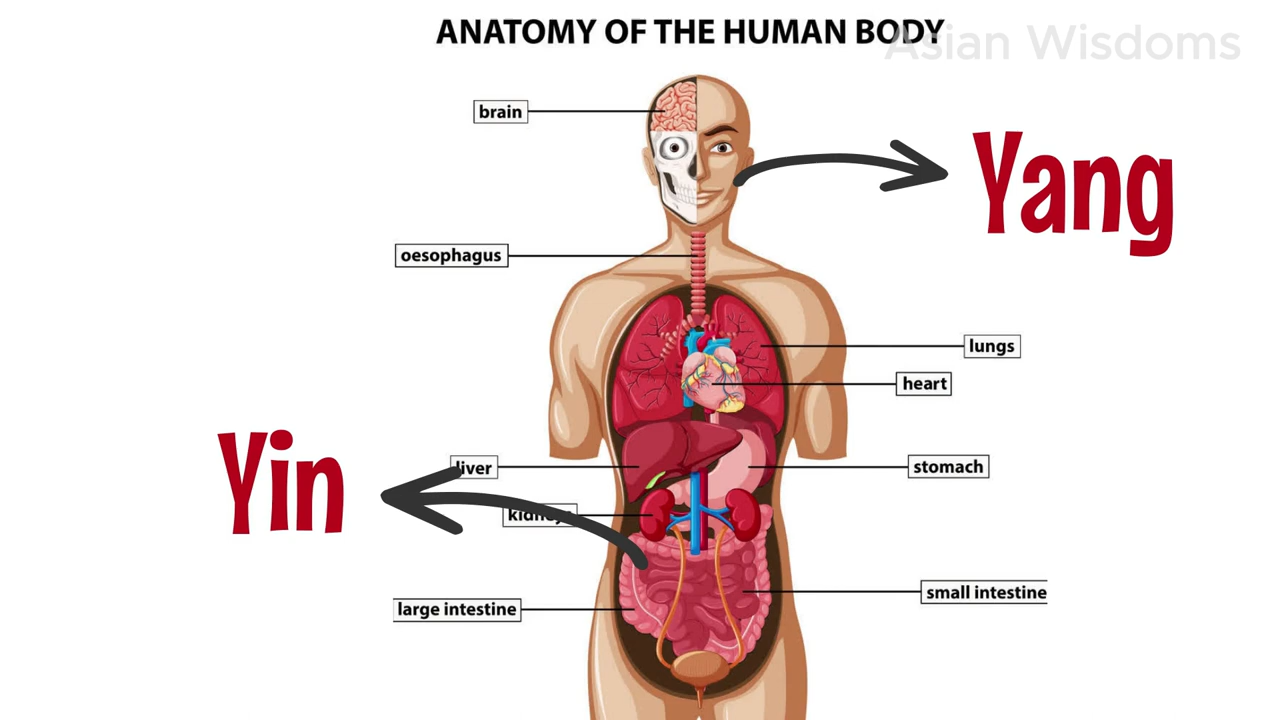 ANATOMY OF THE HUMAN BODY
Asian Wisdoms
brain
Yang
oesophagus
lungs
heart
Yin
liver
stomach
kidneys
small intestine
large intestine